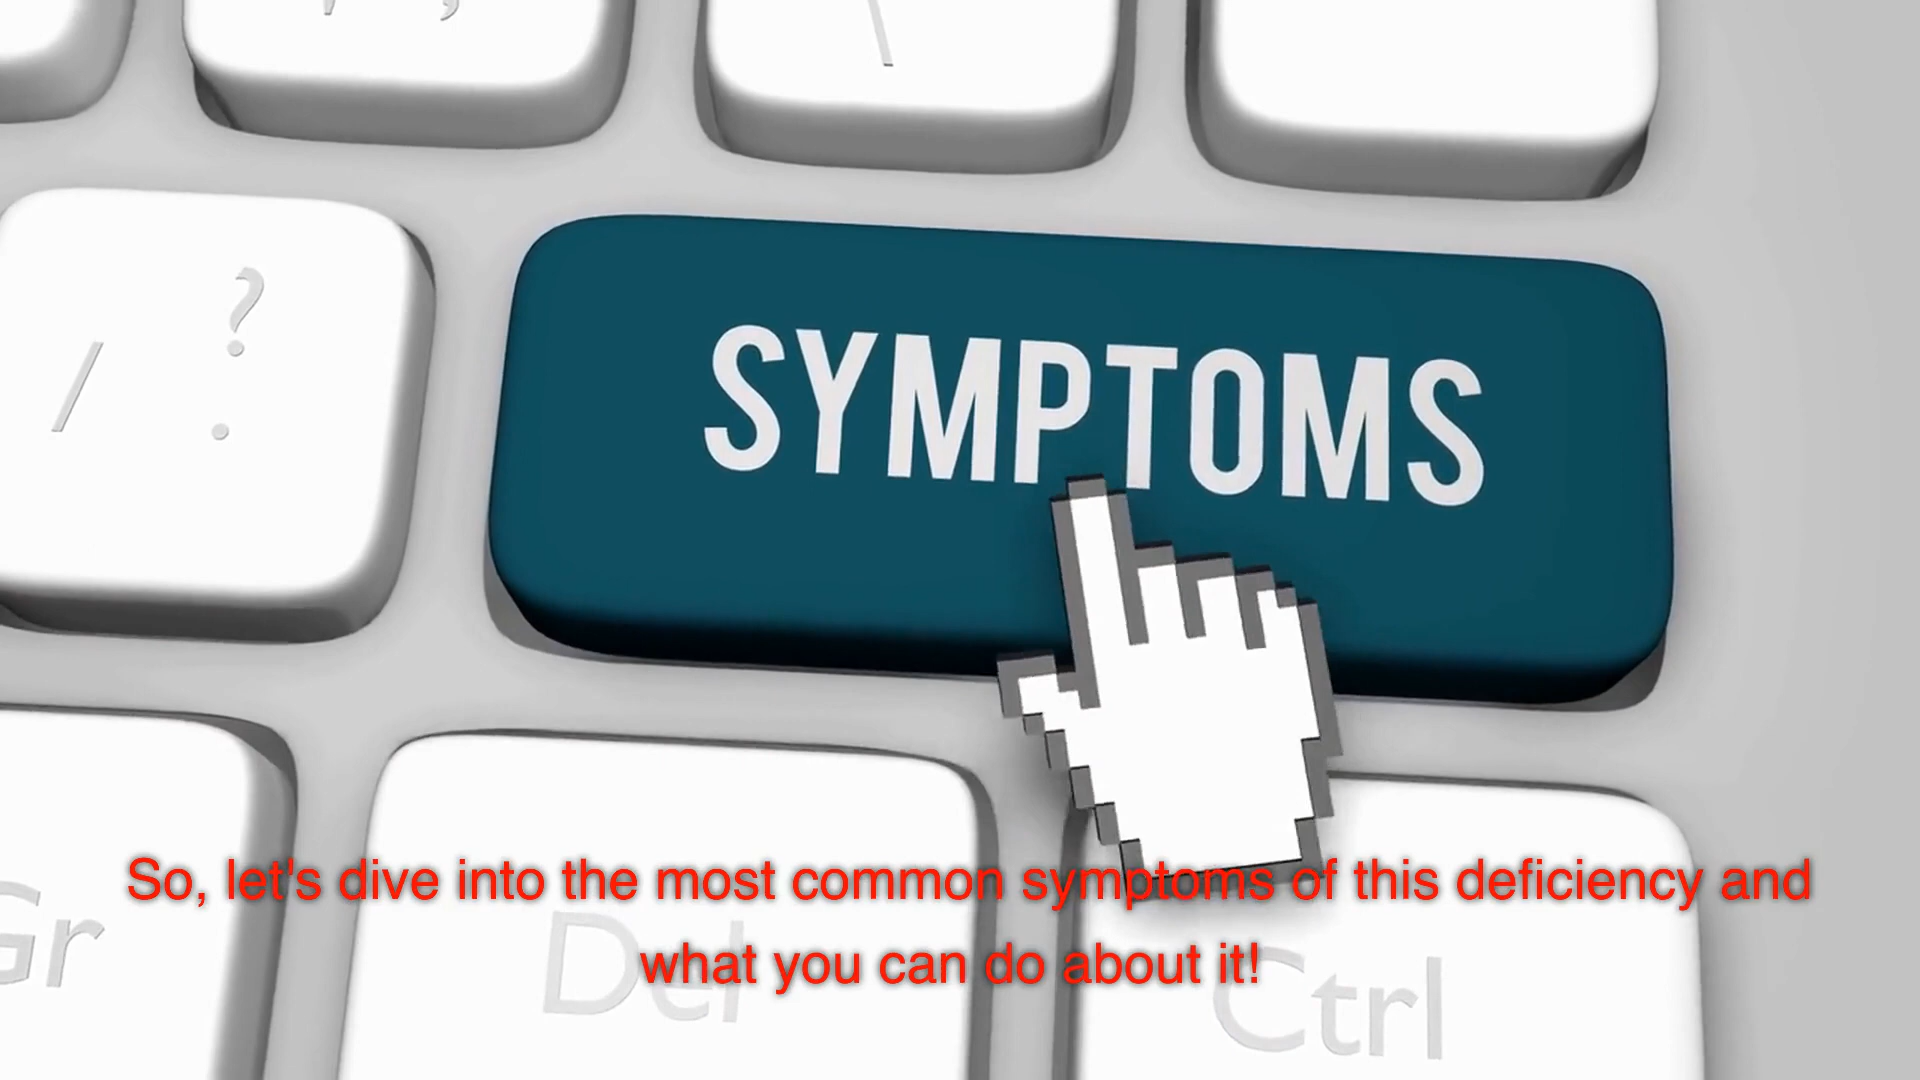 \
? 
/ .
SYMPTOMS
So, let's dive into the most common symptoms of this deficiency and
what you can do about it!
Gr Del Ctrl